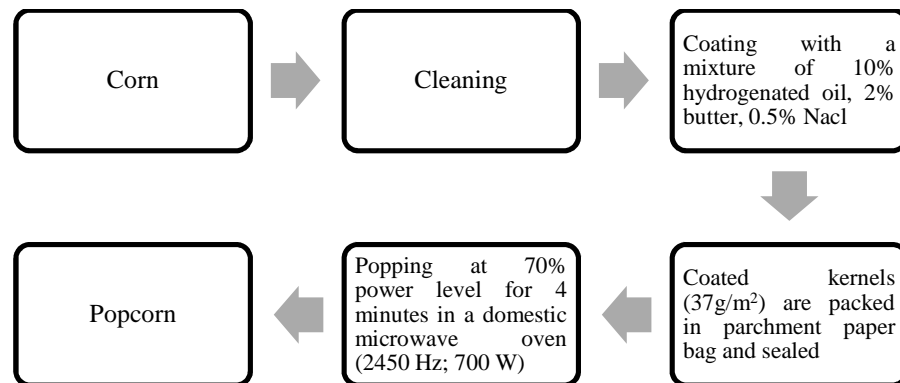 Corn
Cleaning
Coating with a
mixture of 10%
hydrogenated oil, 2%
butter, 0.5% Nacl
Coated kernels
(37g/m²) are packed
in parchment paper
bag and sealed
Popping at 70%
power level for 4
minutes in a domestic
microwave oven
(2450 Hz; 700 W)
Popcorn